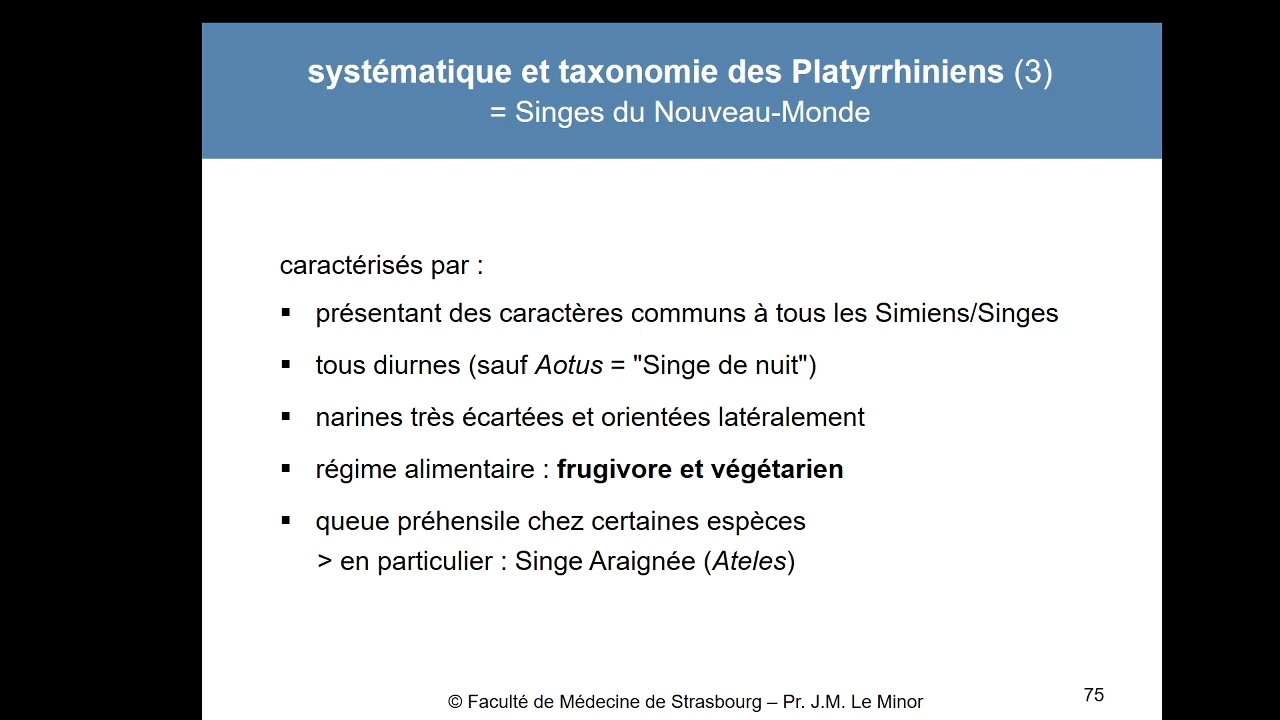 systématique et taxonomie des Platyrrhiniens (3)
= Singes du Nouveau-Monde
caractérisés par :
▪ présentant des caractères communs à tous les Simiens/Singes
▪ tous diurnes (sauf Aotus = "Singe de nuit")
▪ narines très écartées et orientées latéralement
▪ régime alimentaire : frugivore et végétarien
▪ queue préhensile chez certaines espèces
> en particulier : Singe Araignée (Ateles)
© Faculté de Médecine de Strasbourg – Pr. J.M. Le Minor
75